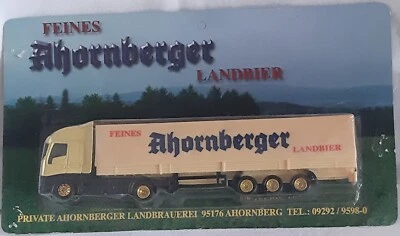 FEINES
Ahornberger
LANDBIER
FEINES
Ahornberger
LANDBIER
PRIVATE AHORNBERGER LANDBRAUEREI 95176 AHORNBERG TEL.: 09292 / 9598-0